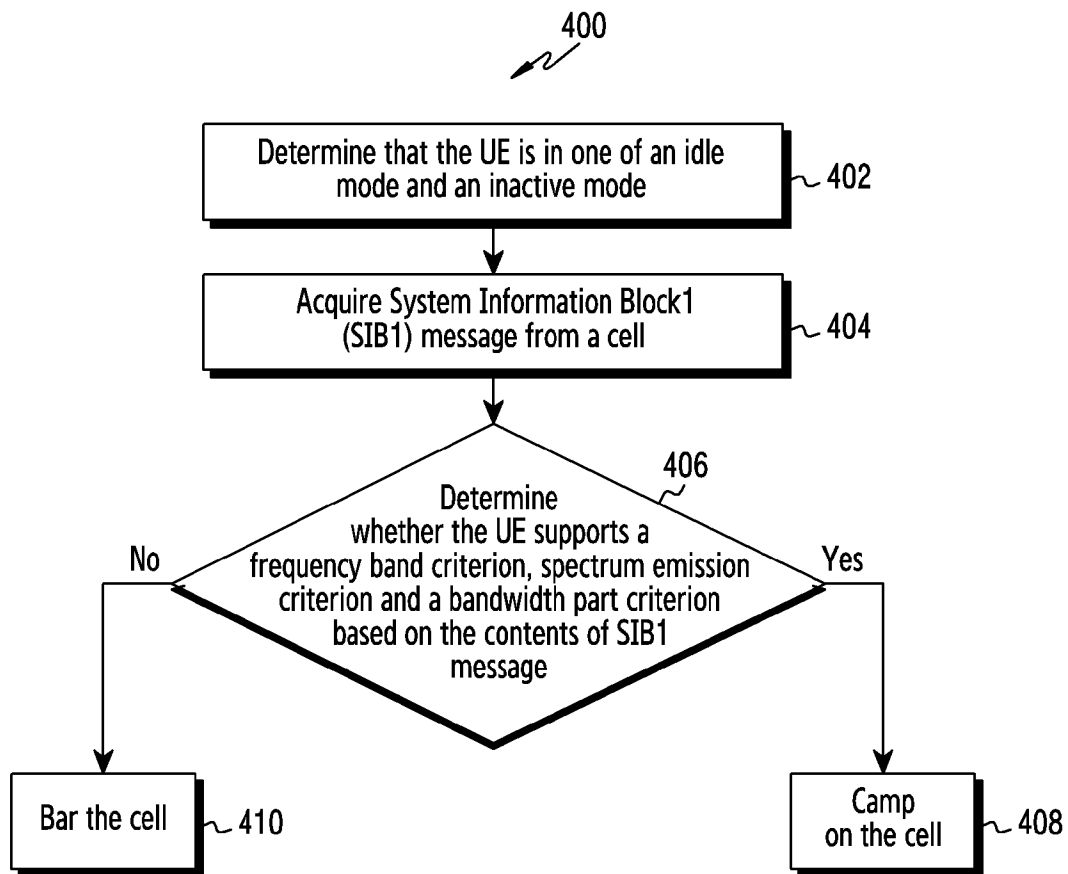 400
Determine that the UE is in one of an idle
mode and an inactive mode
402
Acquire System Information Block1
(SIB1) message from a cell
404
406
Determine
whether the UE supports a
frequency band criterion, spectrum emission
criterion and a bandwidth part criterion
based on the contents of SIB1
message
No
Yes
Bar the cell
410
Camp
on the cell
408